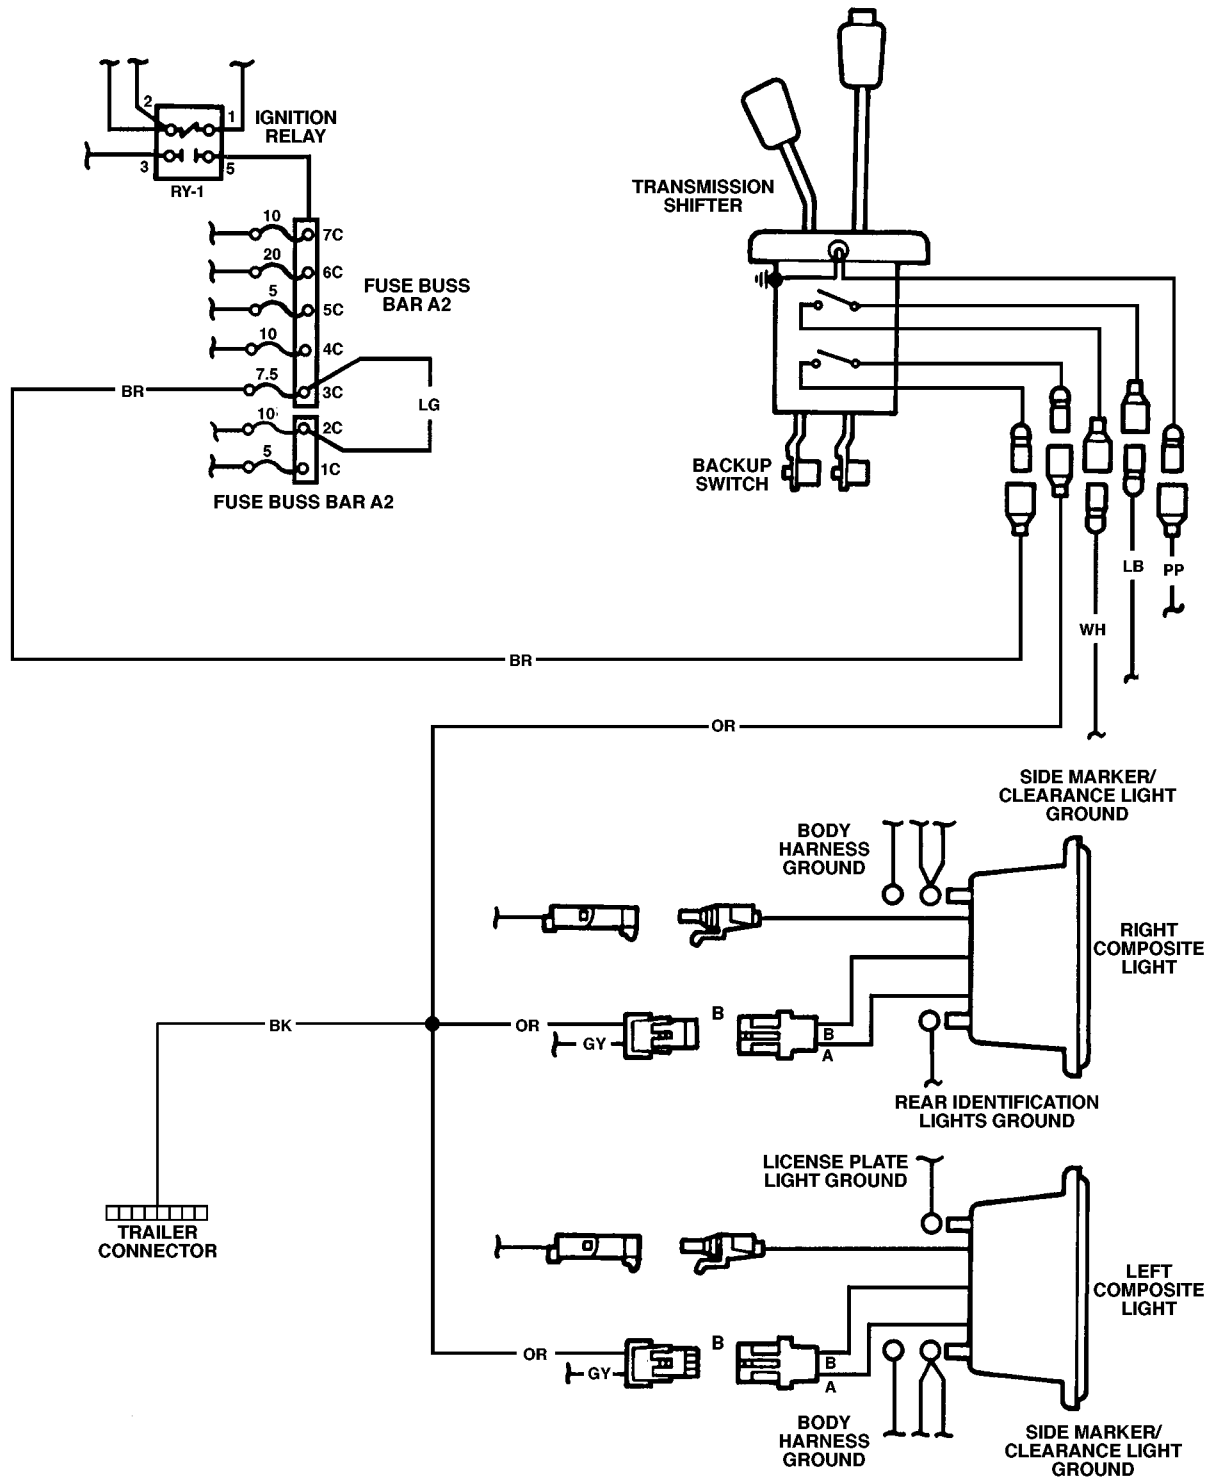 2
1
IGNITION
RELAY
3
5
RY-1
TRANSMISSION
SHIFTER
10
7C
20
6C
FUSE BUSS
BAR A2
5
5C
10
4C
7.5
3C
BR
LG
10
2C
5
1C
FUSE BUSS BAR A2
BACKUP
SWITCH
LB
PP
WH
BR
OR
SIDE MARKER/
CLEARANCE LIGHT
GROUND
BODY
HARNESS
GROUND
RIGHT
COMPOSITE
LIGHT
BK
OR
B
B
GY
A
REAR IDENTIFICATION
LIGHTS GROUND
LICENSE PLATE
LIGHT GROUND
TRAILER
CONNECTOR
LEFT
COMPOSITE
LIGHT
OR
B
B
GY
A
BODY
HARNESS
GROUND
SIDE MARKER/
CLEARANCE LIGHT
GROUND